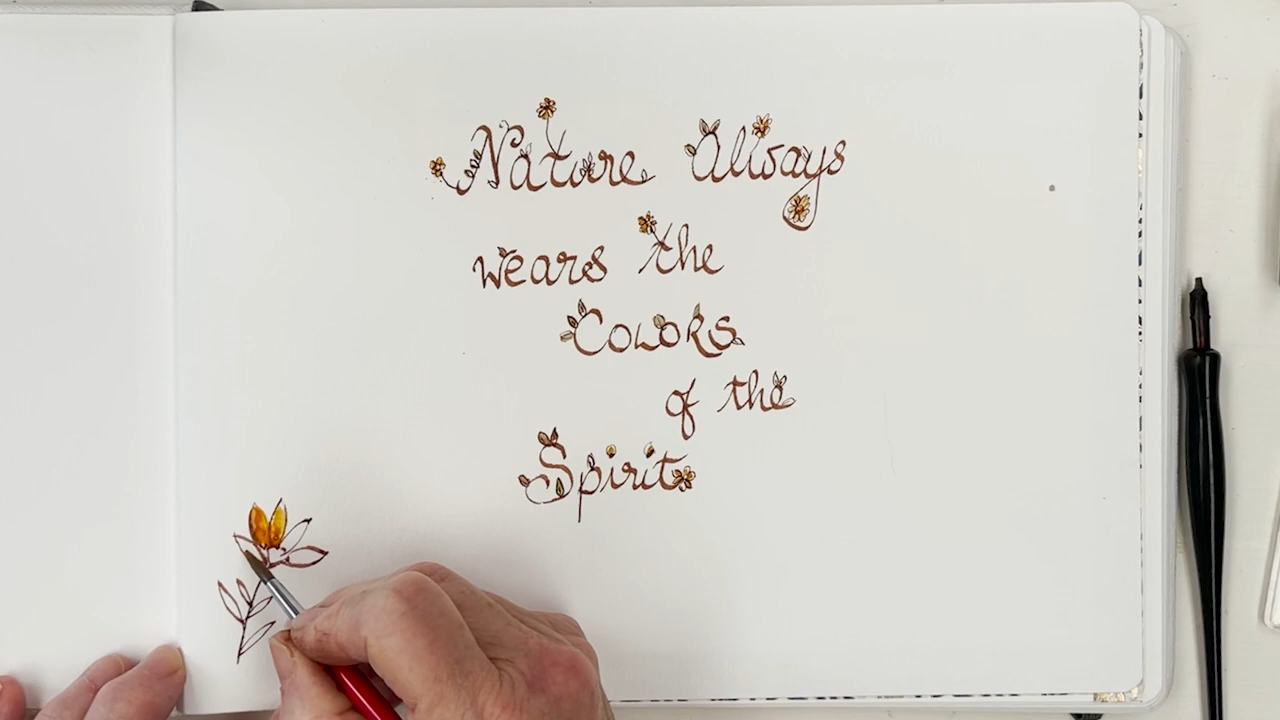 Nature Always
wears the
Colors
of the
Spirit